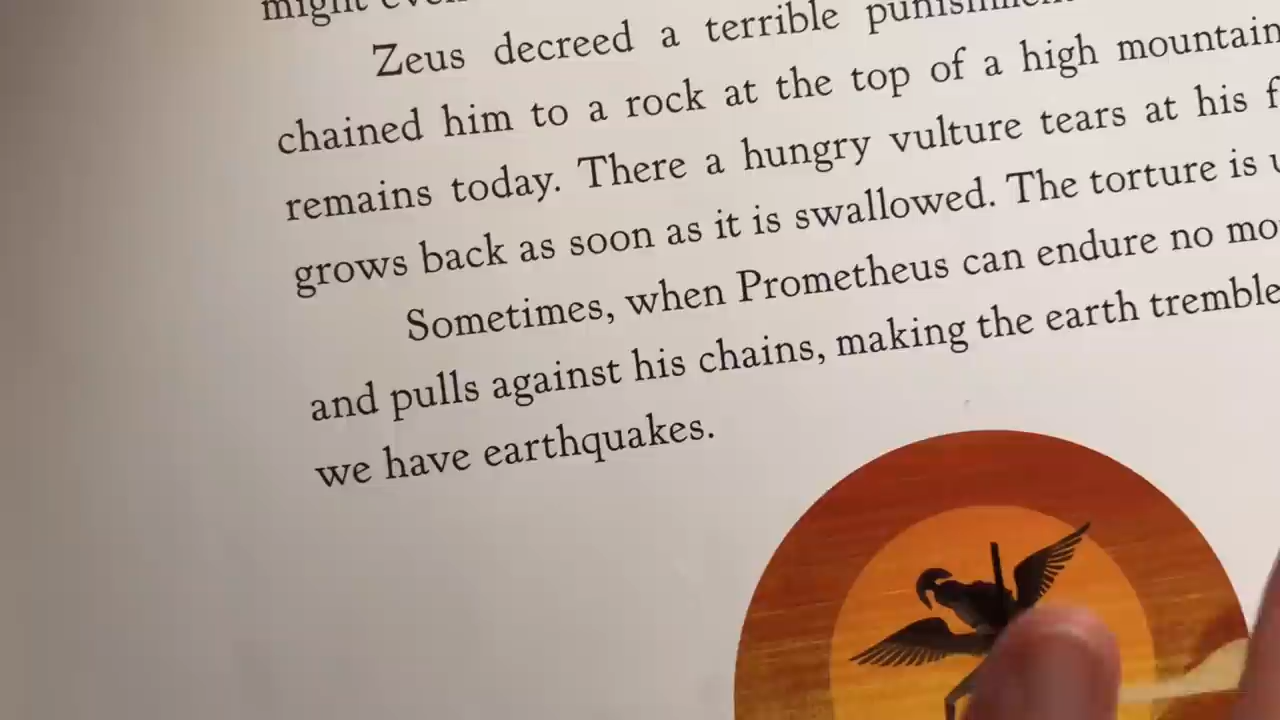 might
Zeus decreed a terrible
chained him to a rock at the top of a high mountain
remains today. There a hungry vulture tears at his
grows back as soon as it is swallowed. The torture is
Sometimes, when Prometheus can endure no
and pulls against his chains, making the earth tremble
we have earthquakes.